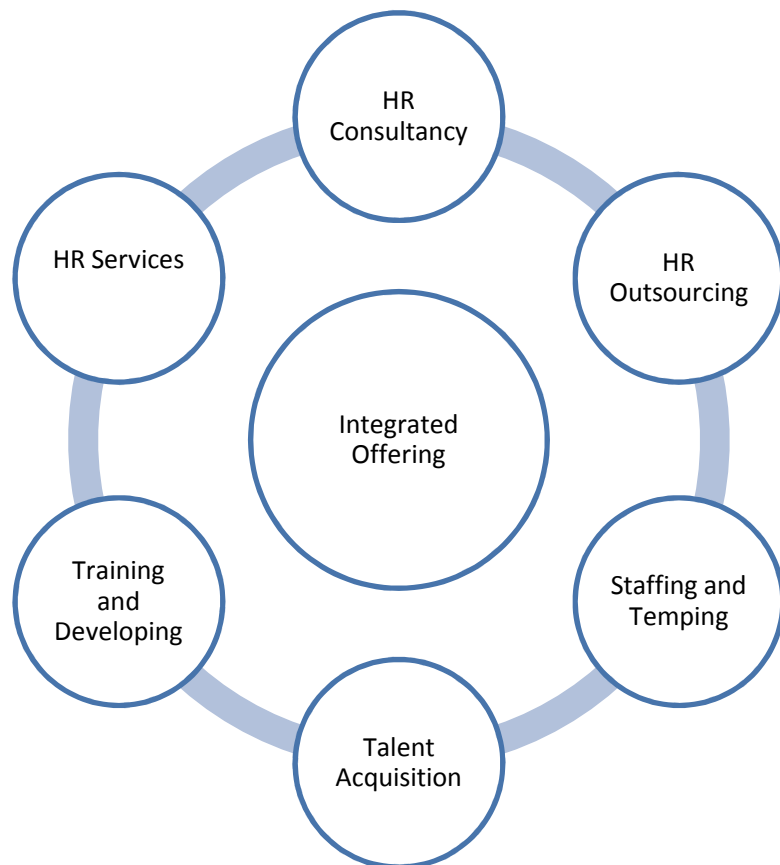 HR
Consultancy
HR Services
HR
Outsourcing
Integrated
Offering
Training
and
Developing
Staffing and
Temping
Talent
Acquisition